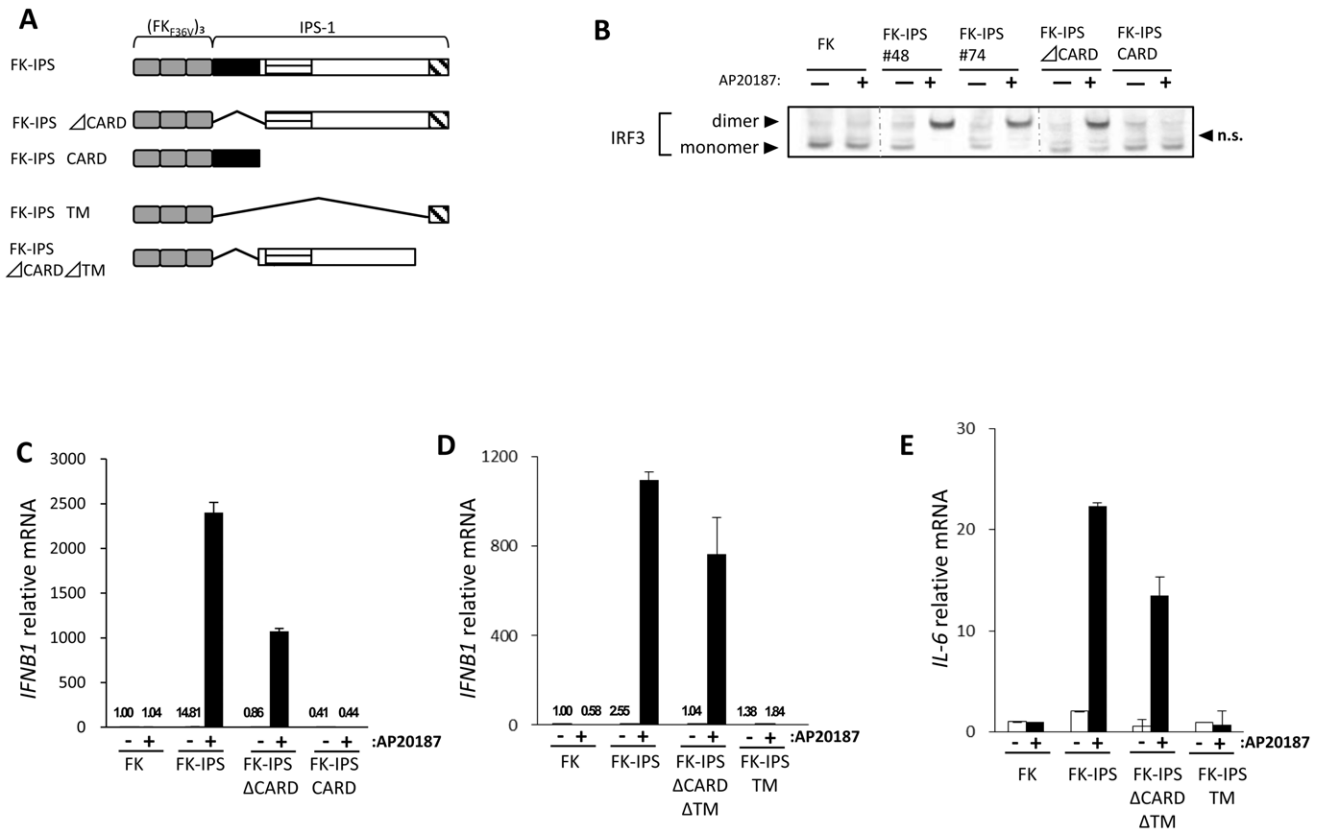 A
(FK_F36V)₃ IPS-1
FK-IPS
FK-IPS ⊿CARD
FK-IPS CARD
FK-IPS TM
FK-IPS
⊿CARD⊿TM
B
FK FK-IPS #48 FK-IPS #74 FK-IPS ⊿CARD FK-IPS CARD
AP20187: — + — + — + — + — +
IRF3
dimer ►
monomer ►
◄ n.s.
C
IFNB1 relative mRNA
3000
2500
2000
1500
1000
500
0
1.00 1.04 14.81 0.86 0.41 0.44
- + - + - + - + :AP20187
FK FK-IPS FK-IPS FK-IPS
ΔCARD CARD
D
IFNB1 relative mRNA
1200
800
400
0
1.00 0.58 2.55 1.04 1.38 1.84
- + - + - + - + :AP20187
FK FK-IPS FK-IPS FK-IPS
ΔCARD TM
ΔTM
E
IL-6 relative mRNA
30
20
10
0
- + - + - + - + :AP20187
FK FK-IPS FK-IPS FK-IPS
ΔCARD TM
ΔTM